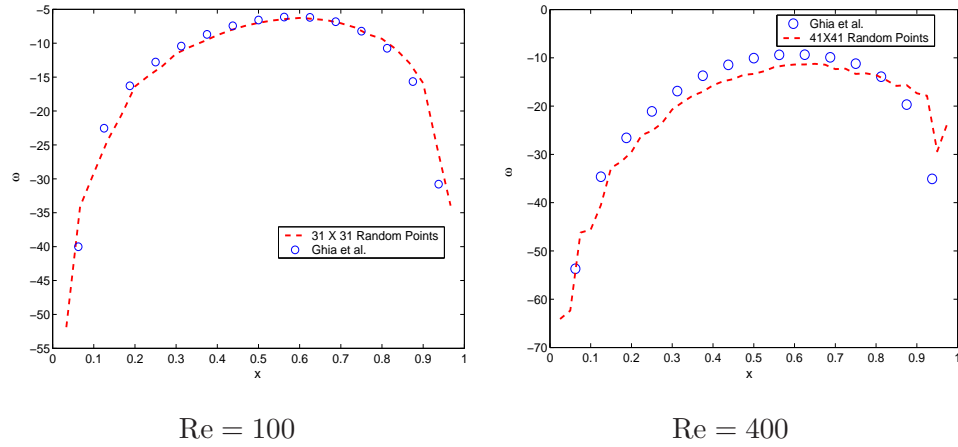 −5
−10
−15
−20
−25
−30
−35
−40
−45
−50
−55
ω
0 0.1 0.2 0.3 0.4 0.5 0.6 0.7 0.8 0.9 1
x
31 X 31 Random Points
Ghia et al.
Re = 100
0
−10
−20
−30
−40
−50
−60
−70
ω
0 0.1 0.2 0.3 0.4 0.5 0.6 0.7 0.8 0.9 1
x
Ghia et al.
41X41 Random Points
Re = 400